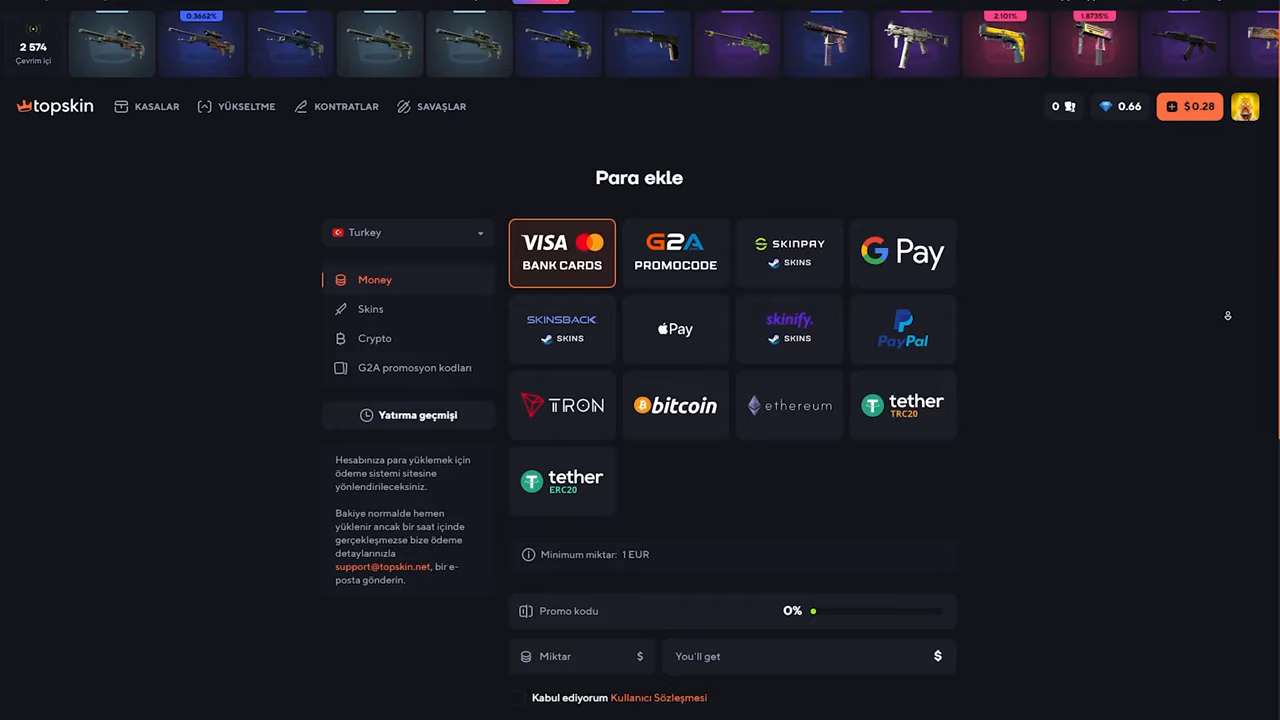 0.3662%
2.101%
1.8735%
2 574
Çevrim içi
topskin
KASALAR
YÜKSELTME
KONTRATLAR
SAVAŞLAR
0
0.66
$ 0.28
Para ekle
Turkey
Money
Skins
Crypto
G2A promosyon kodları
Yatırma geçmişi
Hesabınıza para yüklemek için
ödeme sistemi sitesine
yönlendirileceksiniz.
Bakiye normalde hemen
yüklenir ancak bir saat içinde
gerçekleşmezse bize ödeme
detaylarınızla
support@topskin.net, bir e-
posta gönderin.
VISA
BANK CARDS
G2A
PROMOCODE
SKINPAY
SKINS
G Pay
SKINSBACK
SKINS
Pay
skinify.
SKINS
PayPal
TRON
bitcoin
ethereum
tether
TRC20
tether
ERC20
Minimum miktar: 1 EUR
Promo kodu
0%
Miktar
$
You'll get
$
Kabul ediyorum Kullanıcı Sözleşmesi